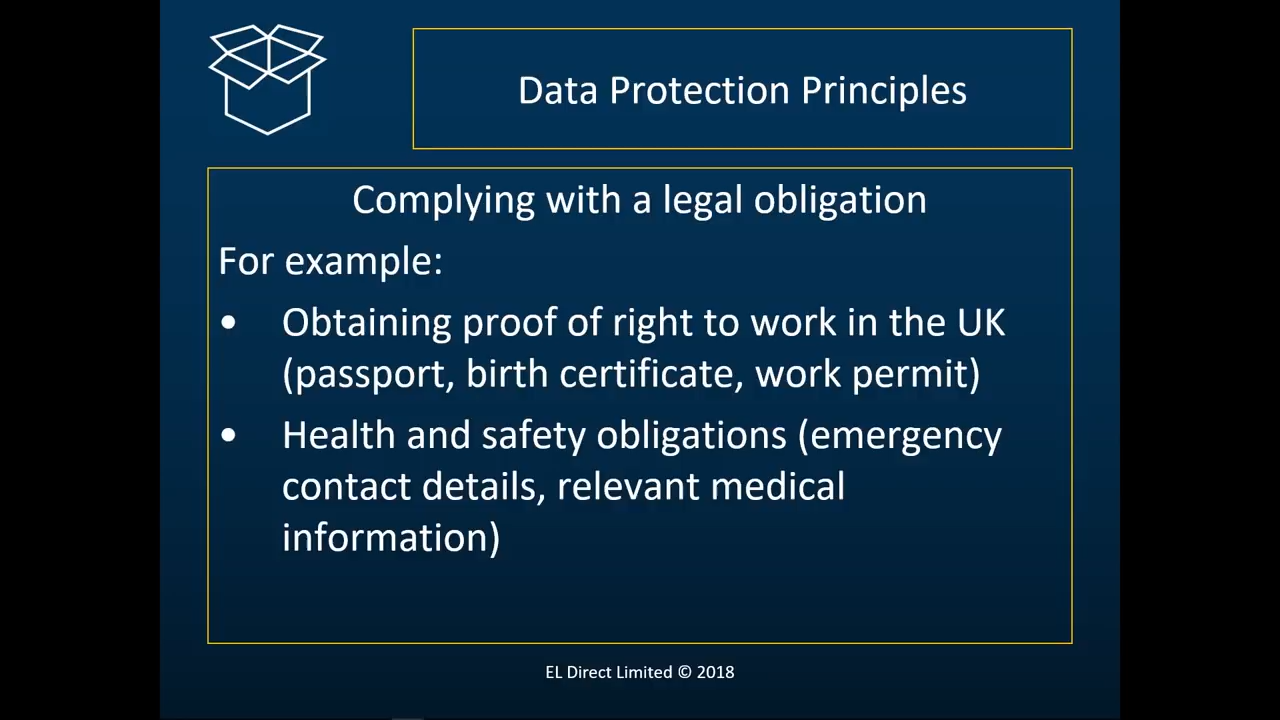 Data Protection Principles
Complying with a legal obligation
For example:
• Obtaining proof of right to work in the UK
(passport, birth certificate, work permit)
• Health and safety obligations (emergency
contact details, relevant medical
information)
EL Direct Limited © 2018